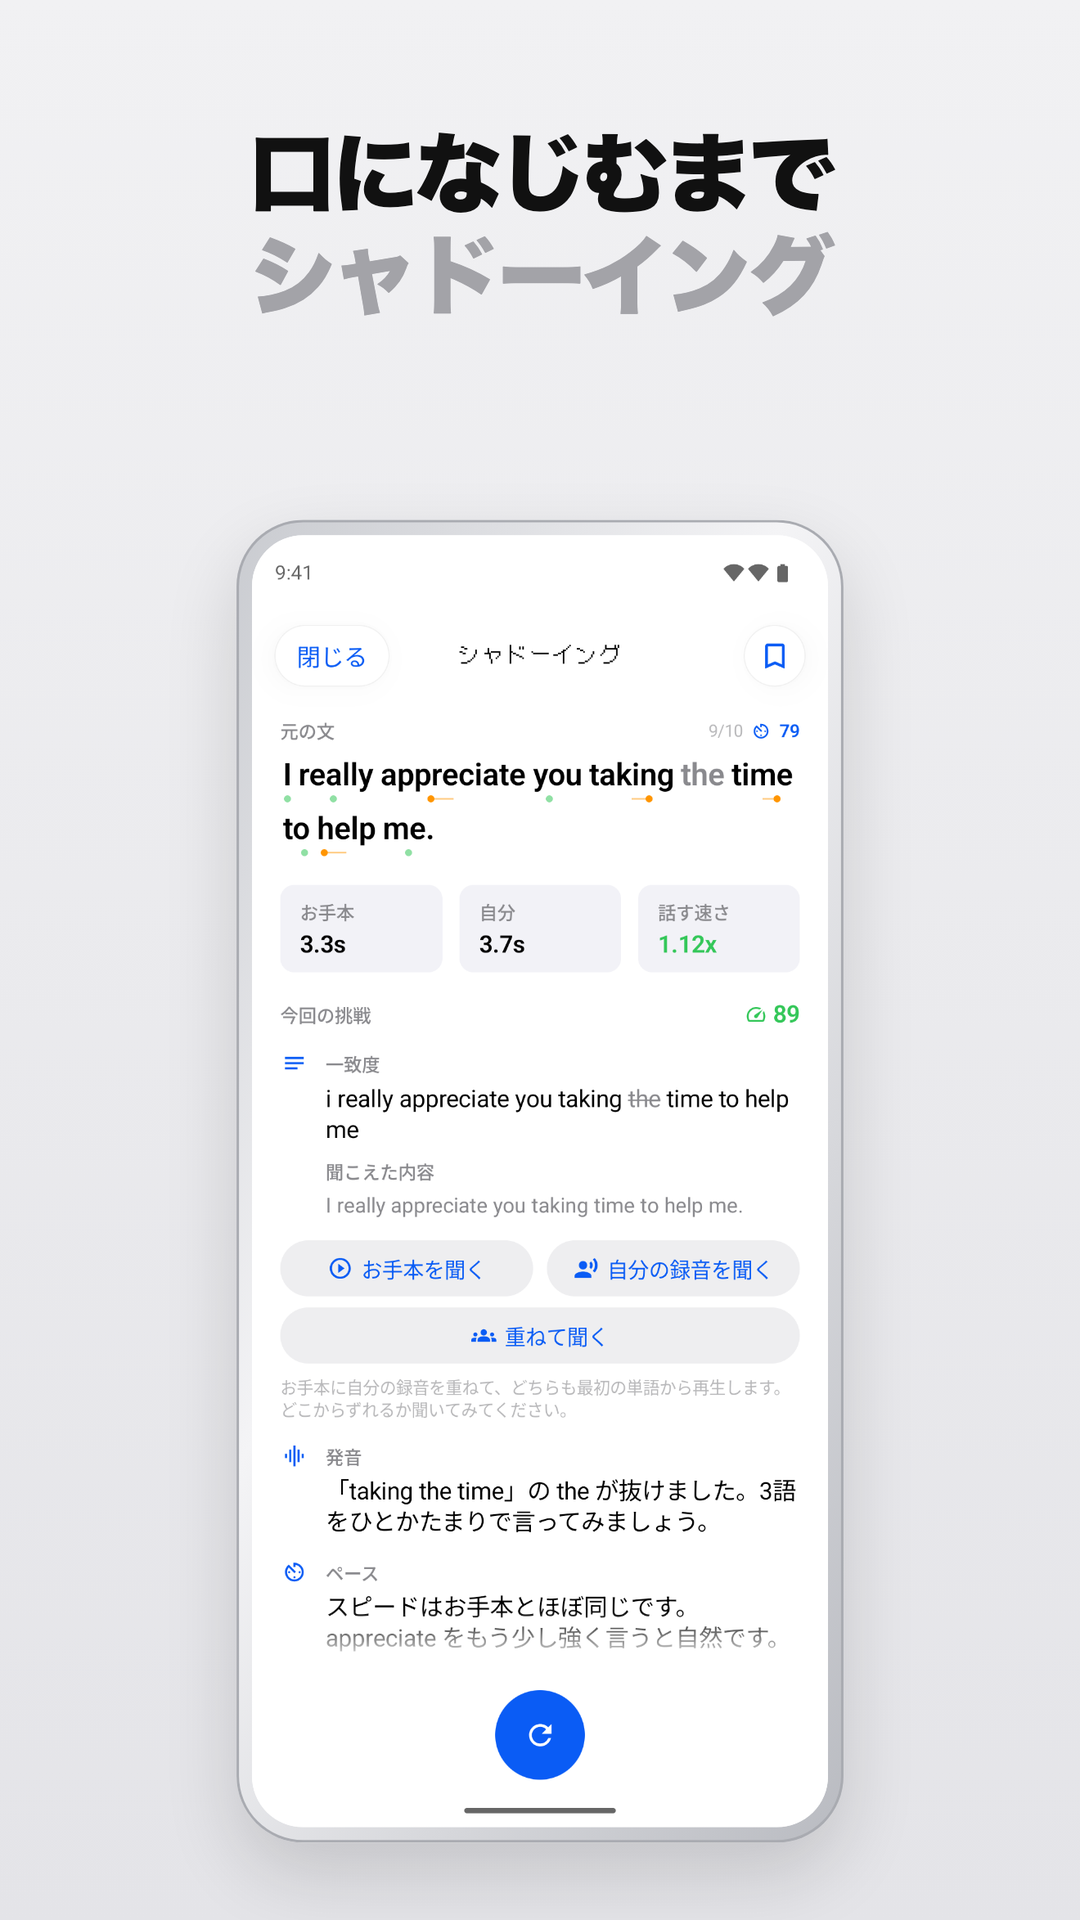 口になじむまで
シャドーイング
9:41
閉じる
シャドーイング
元の文
9/10 79
I really appreciate you taking the time
to help me.
お手本
3.3s
自分
3.7s
話す速さ
1.12x
今回の挑戦
89
一致度
i really appreciate you taking the time to help
me
聞こえた内容
I really appreciate you taking time to help me.
お手本を聞く
自分の録音を聞く
重ねて聞く
お手本に自分の録音を重ねて、どちらも最初の単語から再生します。
どこからずれるか聞いてみてください。
発音
「taking the time」の the が抜けました。3語
をひとかたまりで言ってみましょう。
ペース
スピードはお手本とほぼ同じです。
appreciate をもう少し強く言うと自然です。